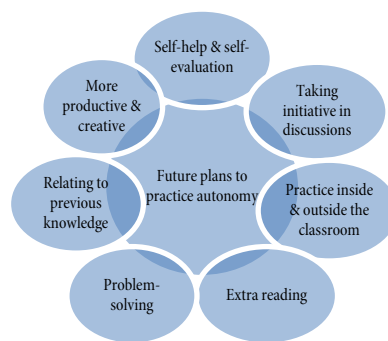 Self-help & self-
evaluation
More
productive &
creative
Taking
initiative in
discussions
Future plans to
practice autonomy
Relating to
previous
knowledge
Practice inside
& outside the
classroom
Problem-
solving
Extra reading